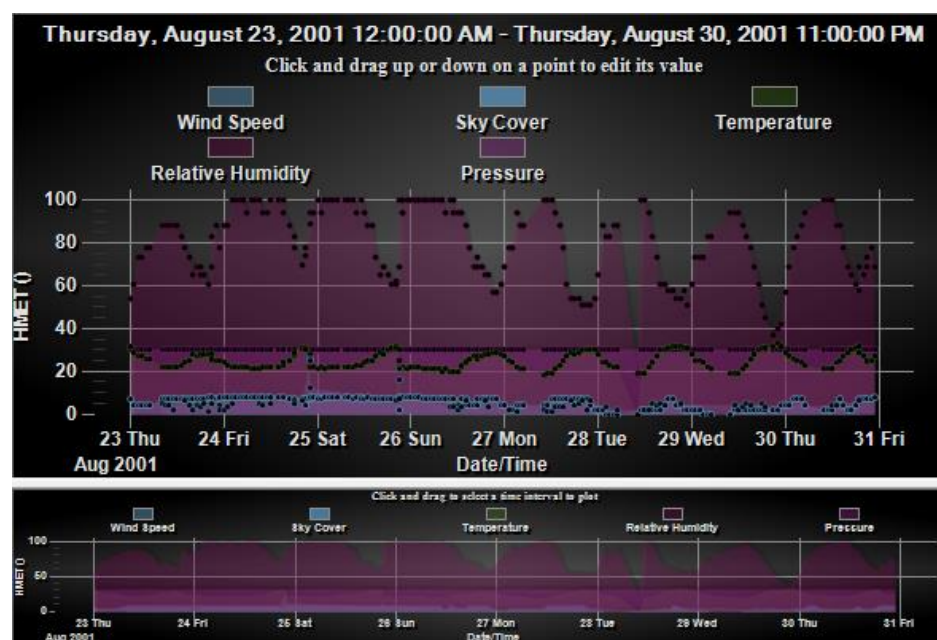 Thursday, August 23, 2001 12:00:00 AM - Thursday, August 30, 2001 11:00:00 PM
Click and drag up or down on a point to edit its value
Wind Speed Sky Cover Temperature
Relative Humidity Pressure
100
80
60
40
20
0
HMET ()
23 Thu 24 Fri 25 Sat 26 Sun 27 Mon 28 Tue 29 Wed 30 Thu 31 Fri
Aug 2001 Date/Time
Click and drag to select a time interval to plot
Wind Speed Sky Cover Temperature Relative Humidity Pressure
100
50
0
HMET ()
23 Thu 24 Fri 25 Sat 26 Sun 27 Mon 28 Tue 29 Wed 30 Thu 31 Fri
Aug 2001 Date/Time